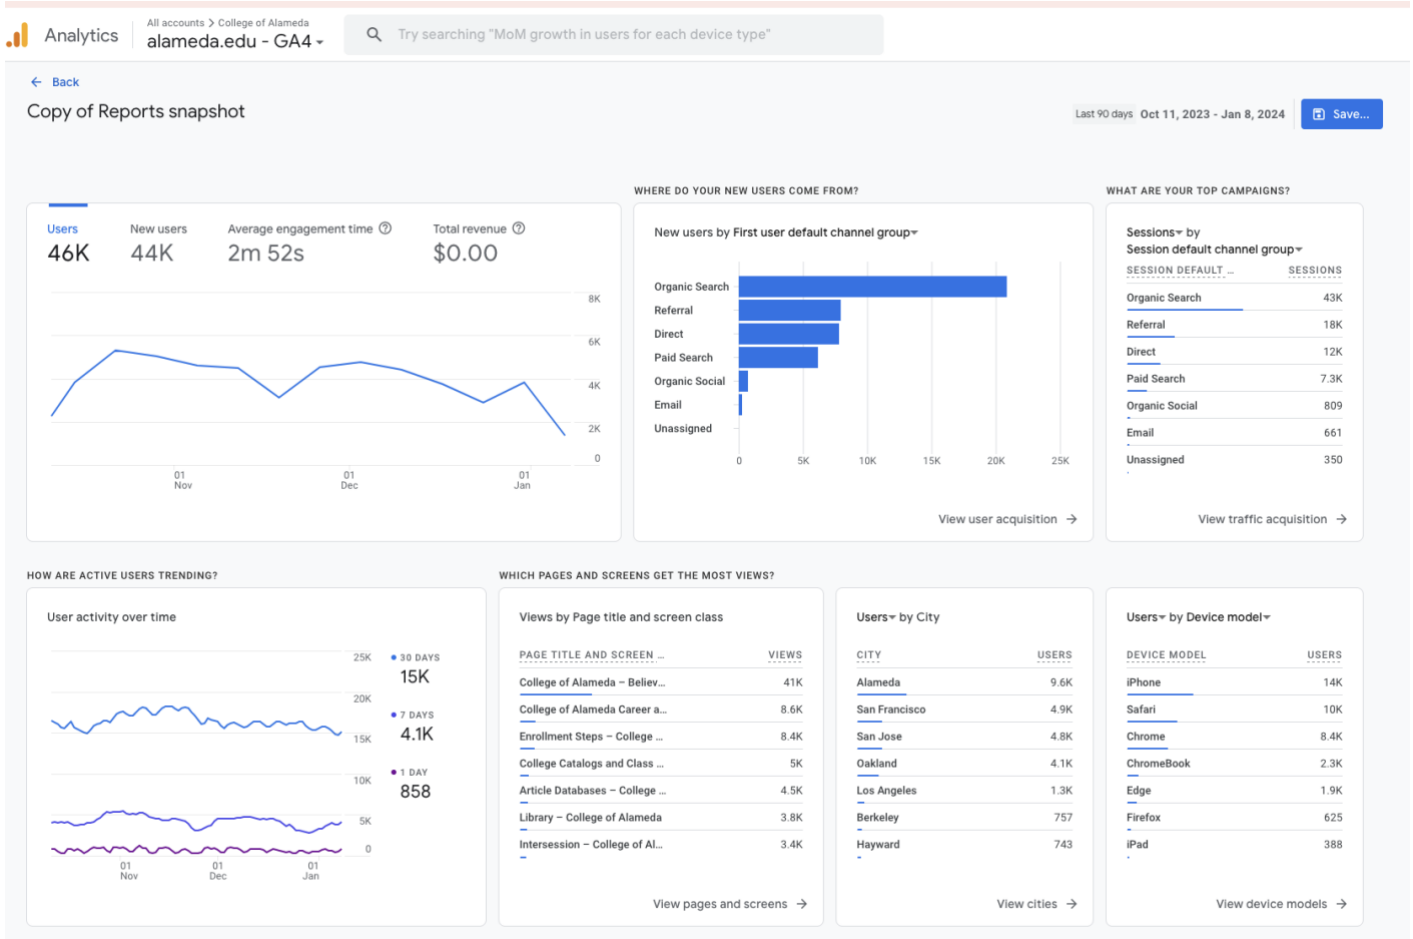 Analytics
All accounts > College of Alameda
alameda.edu - GA4
Try searching "MoM growth in users for each device type"
Back
Copy of Reports snapshot
Last 90 days Oct 11, 2023 - Jan 8, 2024
Save...
Users
46K
New users
44K
Average engagement time
2m 52s
Total revenue
$0.00
8K
6K
4K
2K
0
01 Nov
01 Dec
01 Jan
WHERE DO YOUR NEW USERS COME FROM?
New users by First user default channel group
Organic Search
Referral
Direct
Paid Search
Organic Social
Email
Unassigned
0 5K 10K 15K 20K 25K
View user acquisition
WHAT ARE YOUR TOP CAMPAIGNS?
Sessions by
Session default channel group
SESSION DEFAULT ... SESSIONS
Organic Search 43K
Referral 18K
Direct 12K
Paid Search 7.3K
Organic Social 809
Email 661
Unassigned 350
View traffic acquisition
HOW ARE ACTIVE USERS TRENDING?
User activity over time
25K
20K
15K
10K
5K
0
01 Nov
01 Dec
01 Jan
30 DAYS
15K
7 DAYS
4.1K
1 DAY
858
WHICH PAGES AND SCREENS GET THE MOST VIEWS?
Views by Page title and screen class
PAGE TITLE AND SCREEN ... VIEWS
College of Alameda – Believ... 41K
College of Alameda Career a... 8.6K
Enrollment Steps – College ... 8.4K
College Catalogs and Class ... 5K
Article Databases – College ... 4.5K
Library – College of Alameda 3.8K
Intersession – College of Al... 3.4K
View pages and screens
Users by City
CITY USERS
Alameda 9.6K
San Francisco 4.9K
San Jose 4.8K
Oakland 4.1K
Los Angeles 1.3K
Berkeley 757
Hayward 743
View cities
Users by Device model
DEVICE MODEL USERS
iPhone 14K
Safari 10K
Chrome 8.4K
ChromeBook 2.3K
Edge 1.9K
Firefox 625
iPad 388
View device models